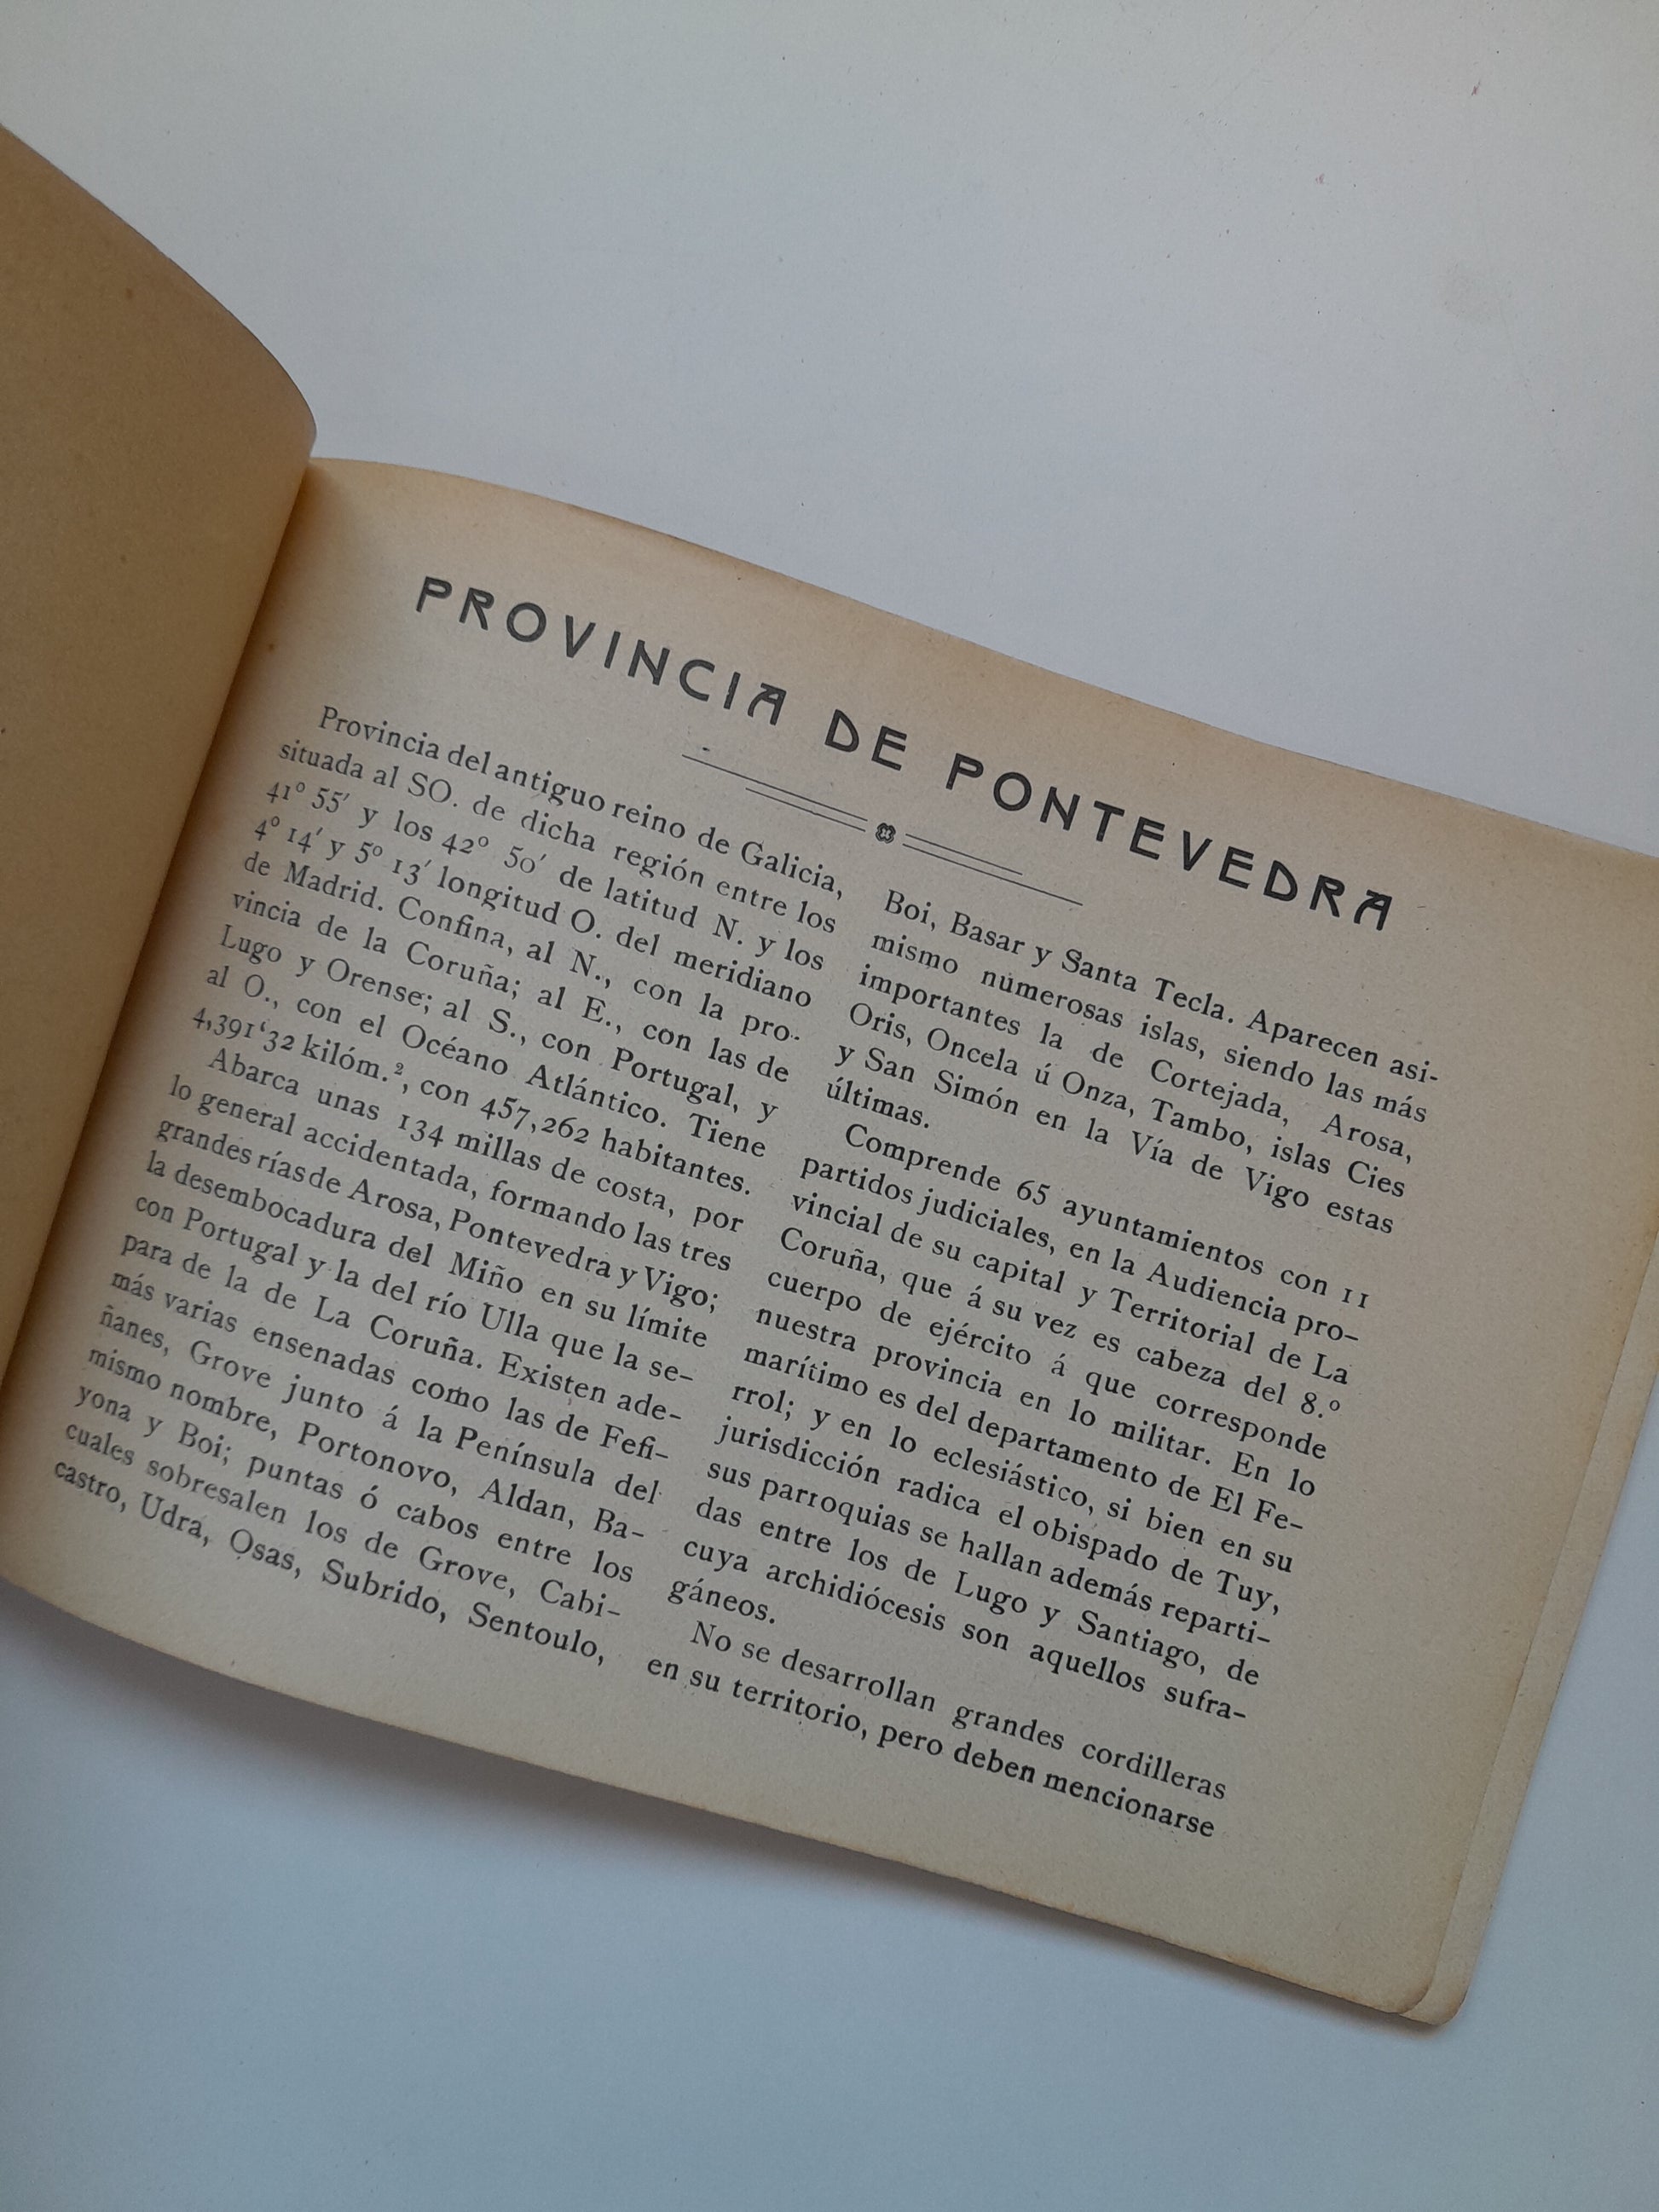 PROVINCIA DE PONTEVEDRA
Provincia del antiguo reino de Galicia,
situada al SO. de dicha región entre los
41° 55′ y los 42° 50′ de latitud N. y los
4° 14′ y 5° 13′ longitud O. del meridiano
de Madrid. Confina, al N., con la pro-
vincia de la Coruña; al E., con las de
Lugo y Orense; al S., con Portugal, y
al O., con el Océano Atlántico. Tiene
4,391‘32 kilóm.², con 457,262 habitantes.
Abarca unas 134 millas de costa, por
lo general accidentada, formando las tres
grandes rías de Arosa, Pontevedra y Vigo;
la desembocadura del Miño en su límite
con Portugal y la del río Ulla que la se-
para de la de La Coruña. Existen ade-
más varias ensenadas como las de Fefi-
ñanes, Grove junto á la Península del
mismo nombre, Portonovo, Aldan, Ba-
yona y Boi; puntas ó cabos entre los
cuales sobresalen los de Grove, Cabi-
castro, Udra, Osas, Subrido, Sentoulo,
Boi, Basar y Santa Tecla. Aparecen asi-
mismo numerosas islas, siendo las más
importantes la de Cortejada, Arosa,
Oris, Oncela ú Onza, Tambo, islas Cies
y San Simón en la Vía de Vigo estas
últimas.
Comprende 65 ayuntamientos con 11
partidos judiciales, en la Audiencia pro-
vincial de su capital y Territorial de La
Coruña, que á su vez es cabeza del 8.º
cuerpo de ejército á que corresponde
nuestra provincia en lo militar. En lo
marítimo es del departamento de El Fe-
rrol; y en lo eclesiástico, si bien en su
jurisdicción radica el obispado de Tuy,
sus parroquias se hallan además reparti-
das entre los de Lugo y Santiago, de
cuya archidiócesis son aquellos sufra-
gáneos.
No se desarrollan grandes cordilleras
en su territorio, pero deben mencionarse